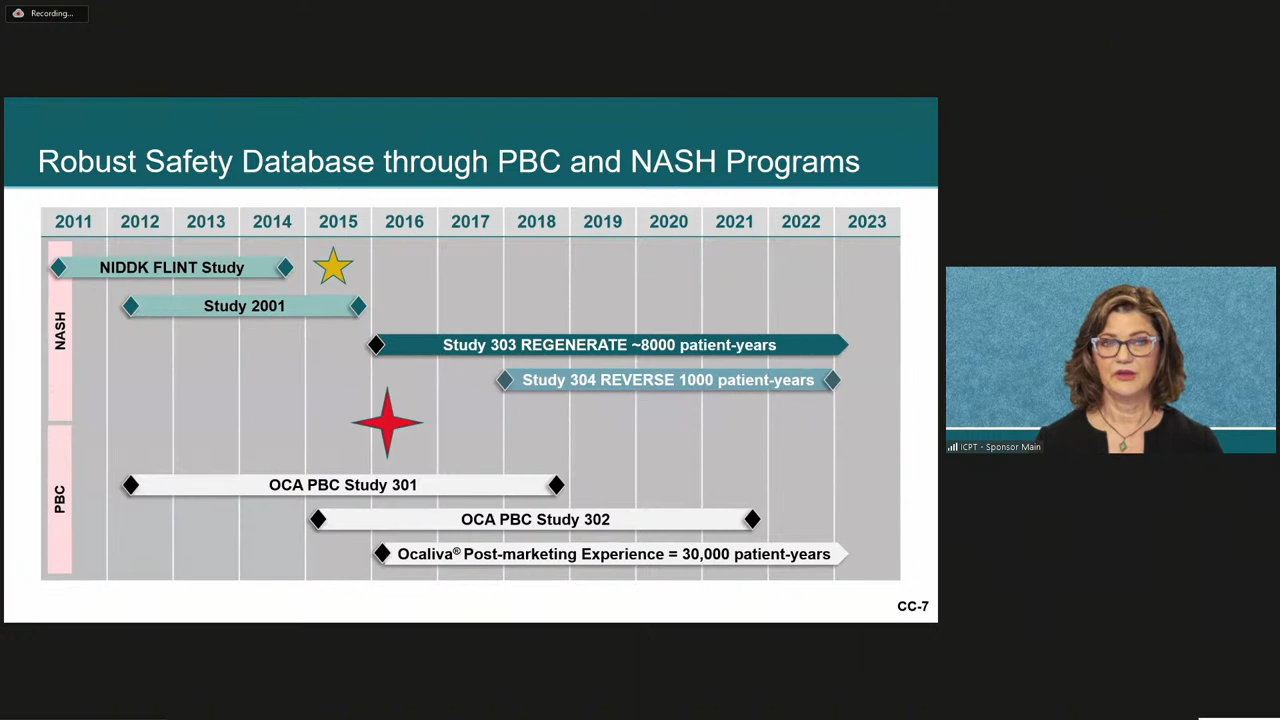 Recording...
Robust Safety Database through PBC and NASH Programs
2011 2012 2013 2014 2015 2016 2017 2018 2019 2020 2021 2022 2023
NASH
NIDDK FLINT Study
Study 2001
Study 303 REGENERATE ~8000 patient-years
Study 304 REVERSE 1000 patient-years
PBC
OCA PBC Study 301
OCA PBC Study 302
Ocaliva® Post-marketing Experience = 30,000 patient-years
CC-7
ICPT - Sponsor Main